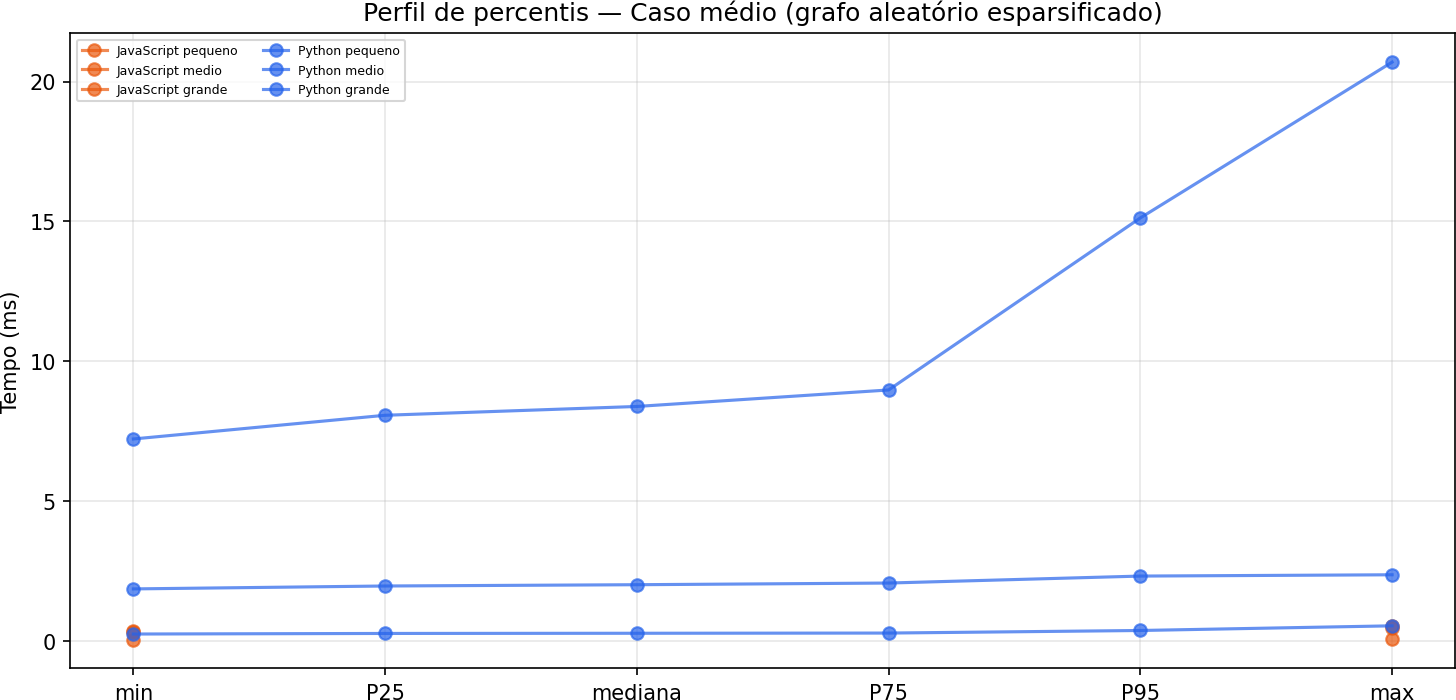 Perfil de percentis — Caso médio (grafo aleatório esparsificado)
JavaScript pequeno
JavaScript medio
JavaScript grande
Python pequeno
Python medio
Python grande
Tempo (ms)
20
15
10
5
0
min P25 mediana P75 P95 max